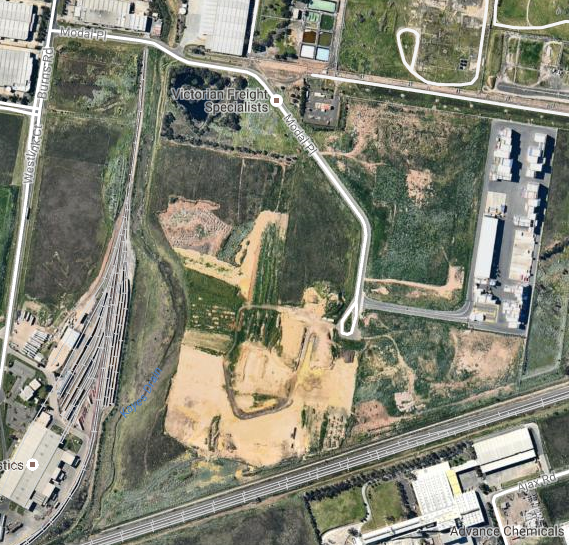 Modal Pl
Burns Rd
Victorian Freight
Specialists
Modal Pl
Westlink Ct
stics
Ajax Rd
Advance Chemicals